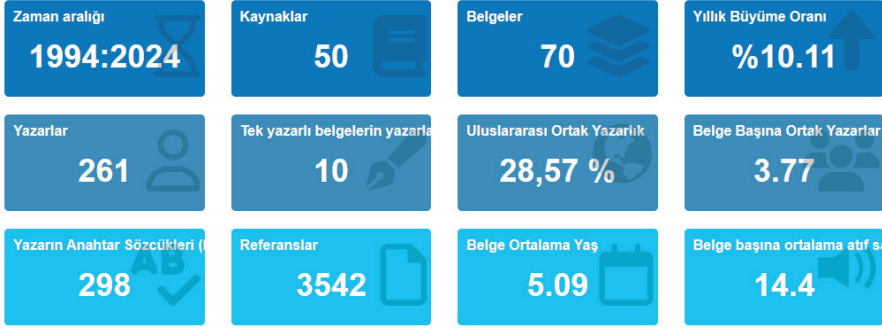 Zaman aralığı
1994:2024
Kaynaklar
50
Belgeler
70
Yıllık Büyüme Oranı
%10.11
Yazarlar
261
Tek yazarlı belgelerin yazarla
10
Uluslararası Ortak Yazarlık
28,57 %
Belge Başına Ortak Yazarlar
3.77
Yazarın Anahtar Sözcükleri (
298
AB
Referanslar
3542
Belge Ortalama Yaş
5.09
Belge başına ortalama atıf sa
14.4